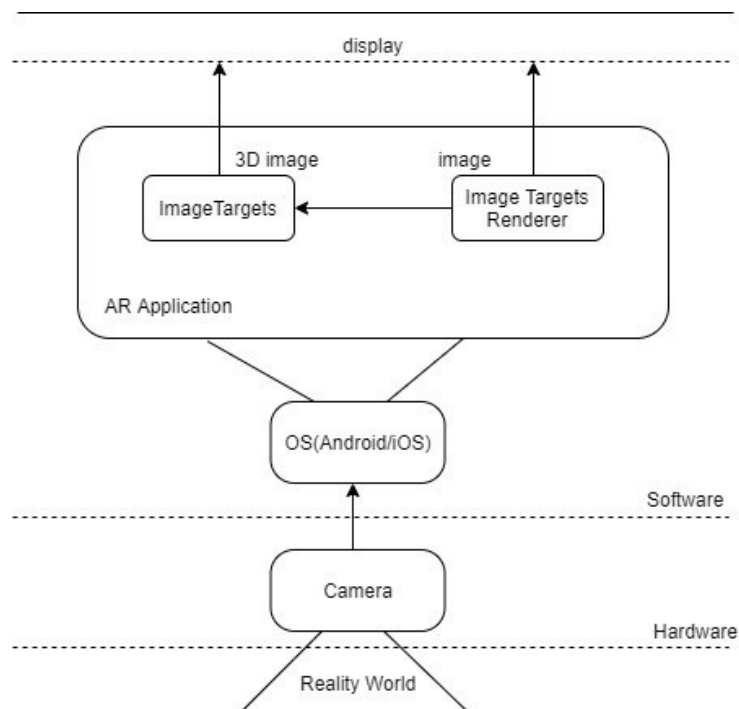 display
3D image
image
ImageTargets
Image Targets
Renderer
AR Application
OS(Android/iOS)
Software
Camera
Hardware
Reality World